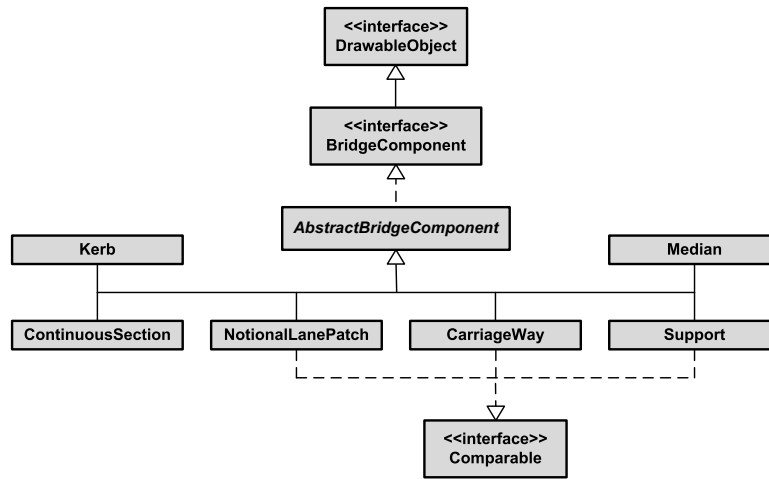 <<interface>>
DrawableObject
<<interface>>
BridgeComponent
AbstractBridgeComponent
Kerb
Median
ContinuousSection
NotionalLanePatch
CarriageWay
Support
<<interface>>
Comparable